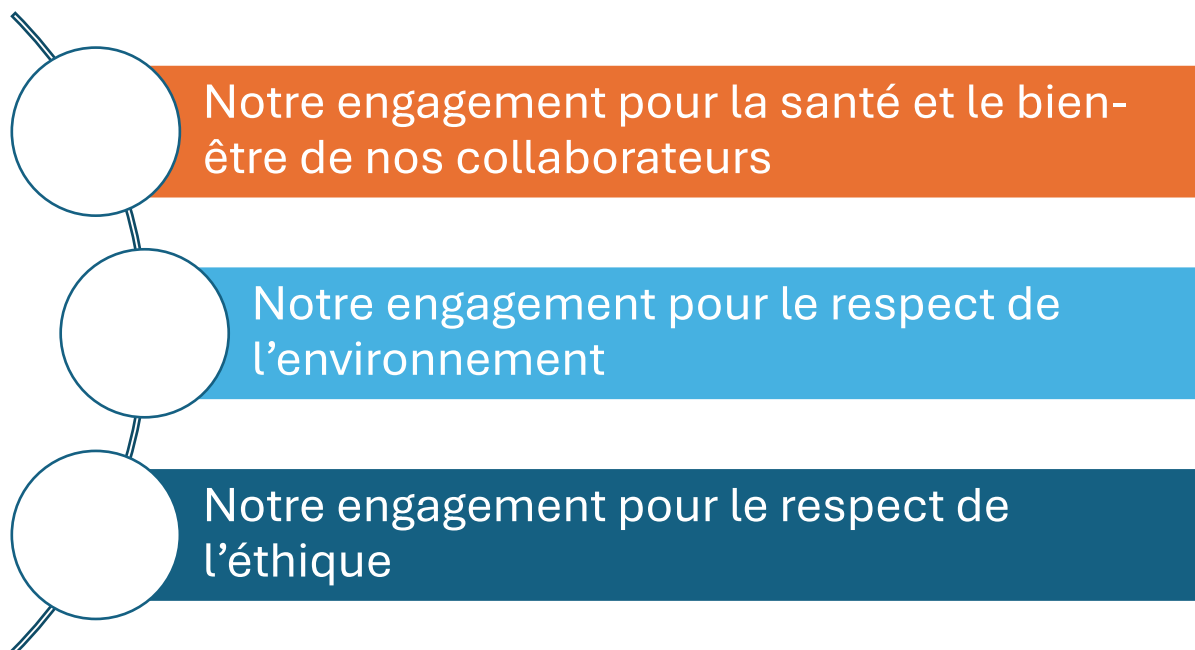 Notre engagement pour la santé et le bien-
être de nos collaborateurs
Notre engagement pour le respect de
l’environnement
Notre engagement pour le respect de
l’éthique